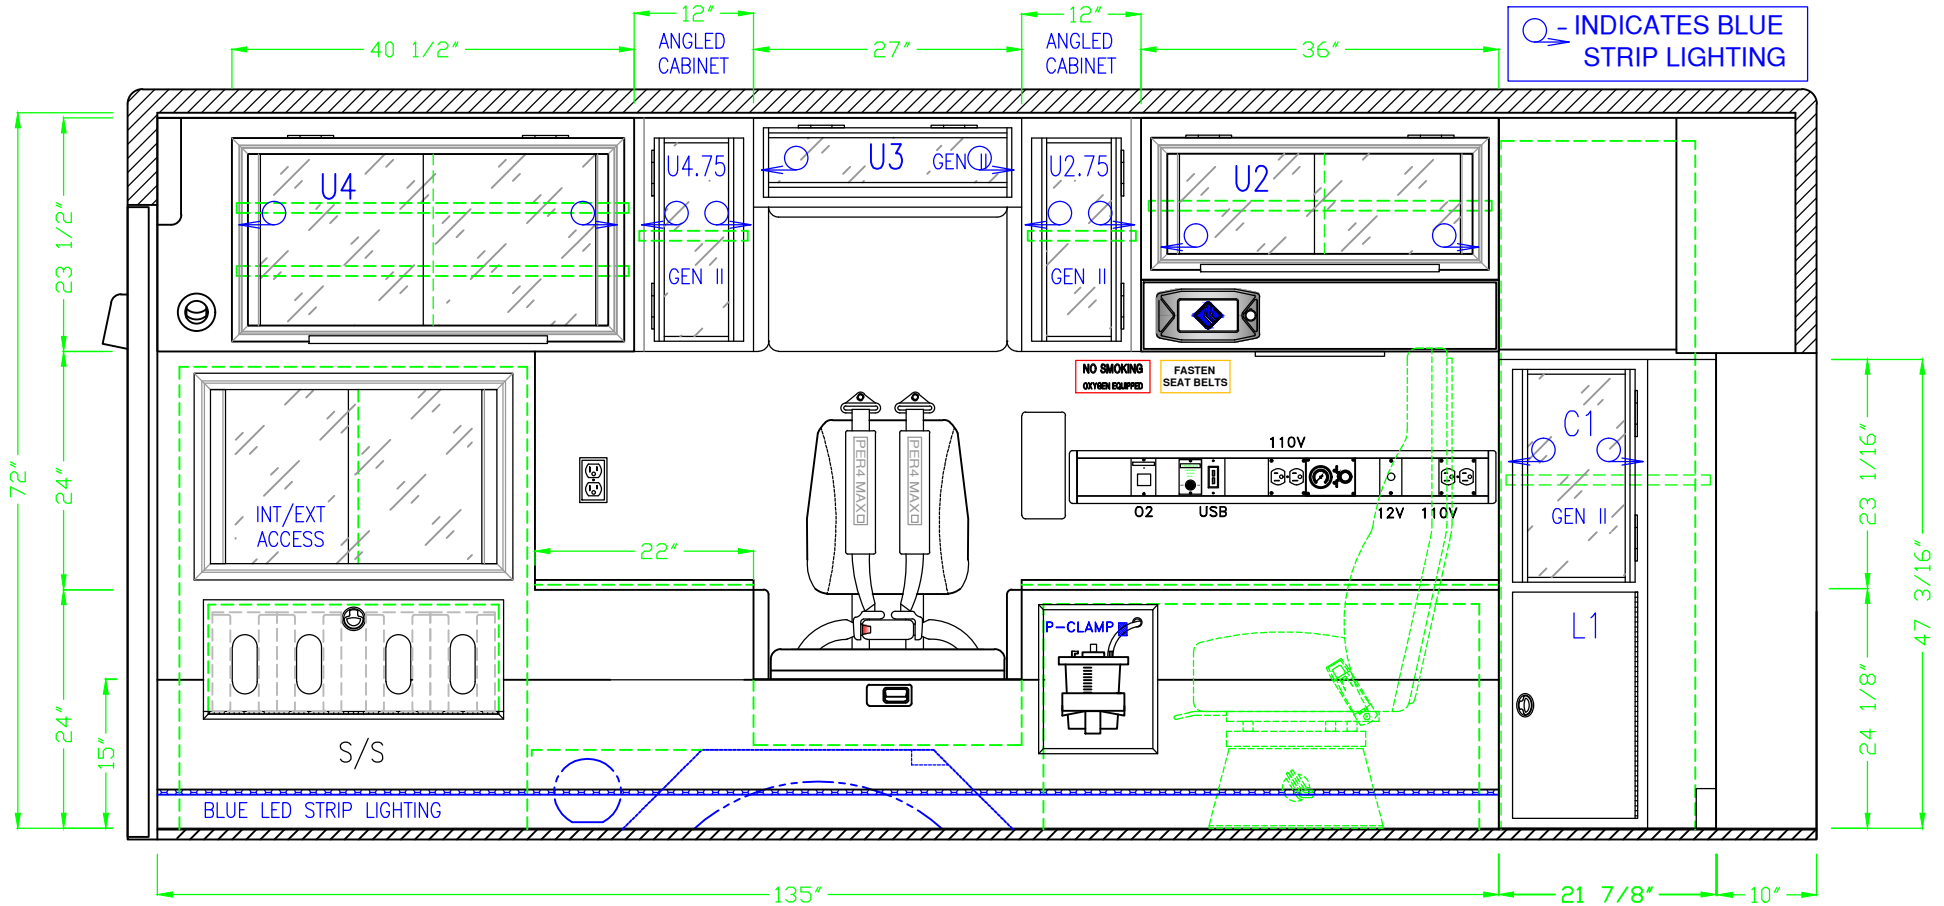 12"
12"
- INDICATES BLUE
STRIP LIGHTING
40 1/2"
ANGLED
CABINET
27"
ANGLED
CABINET
36"
U4
U4.75
U3
GEN II
U2.75
U2
23 1/2"
GEN II
GEN II
72"
NO SMOKING
OXYGEN EQUIPPED
FASTEN
SEAT BELTS
24"
INT/EXT
ACCESS
PER4 MAX
PER4 MAX
110V
O2
USB
12V
110V
C1
GEN II
23 1/16"
22"
47 3/16"
P-CLAMP
L1
24"
15"
S/S
24 1/8"
BLUE LED STRIP LIGHTING
135"
21 7/8"
10"